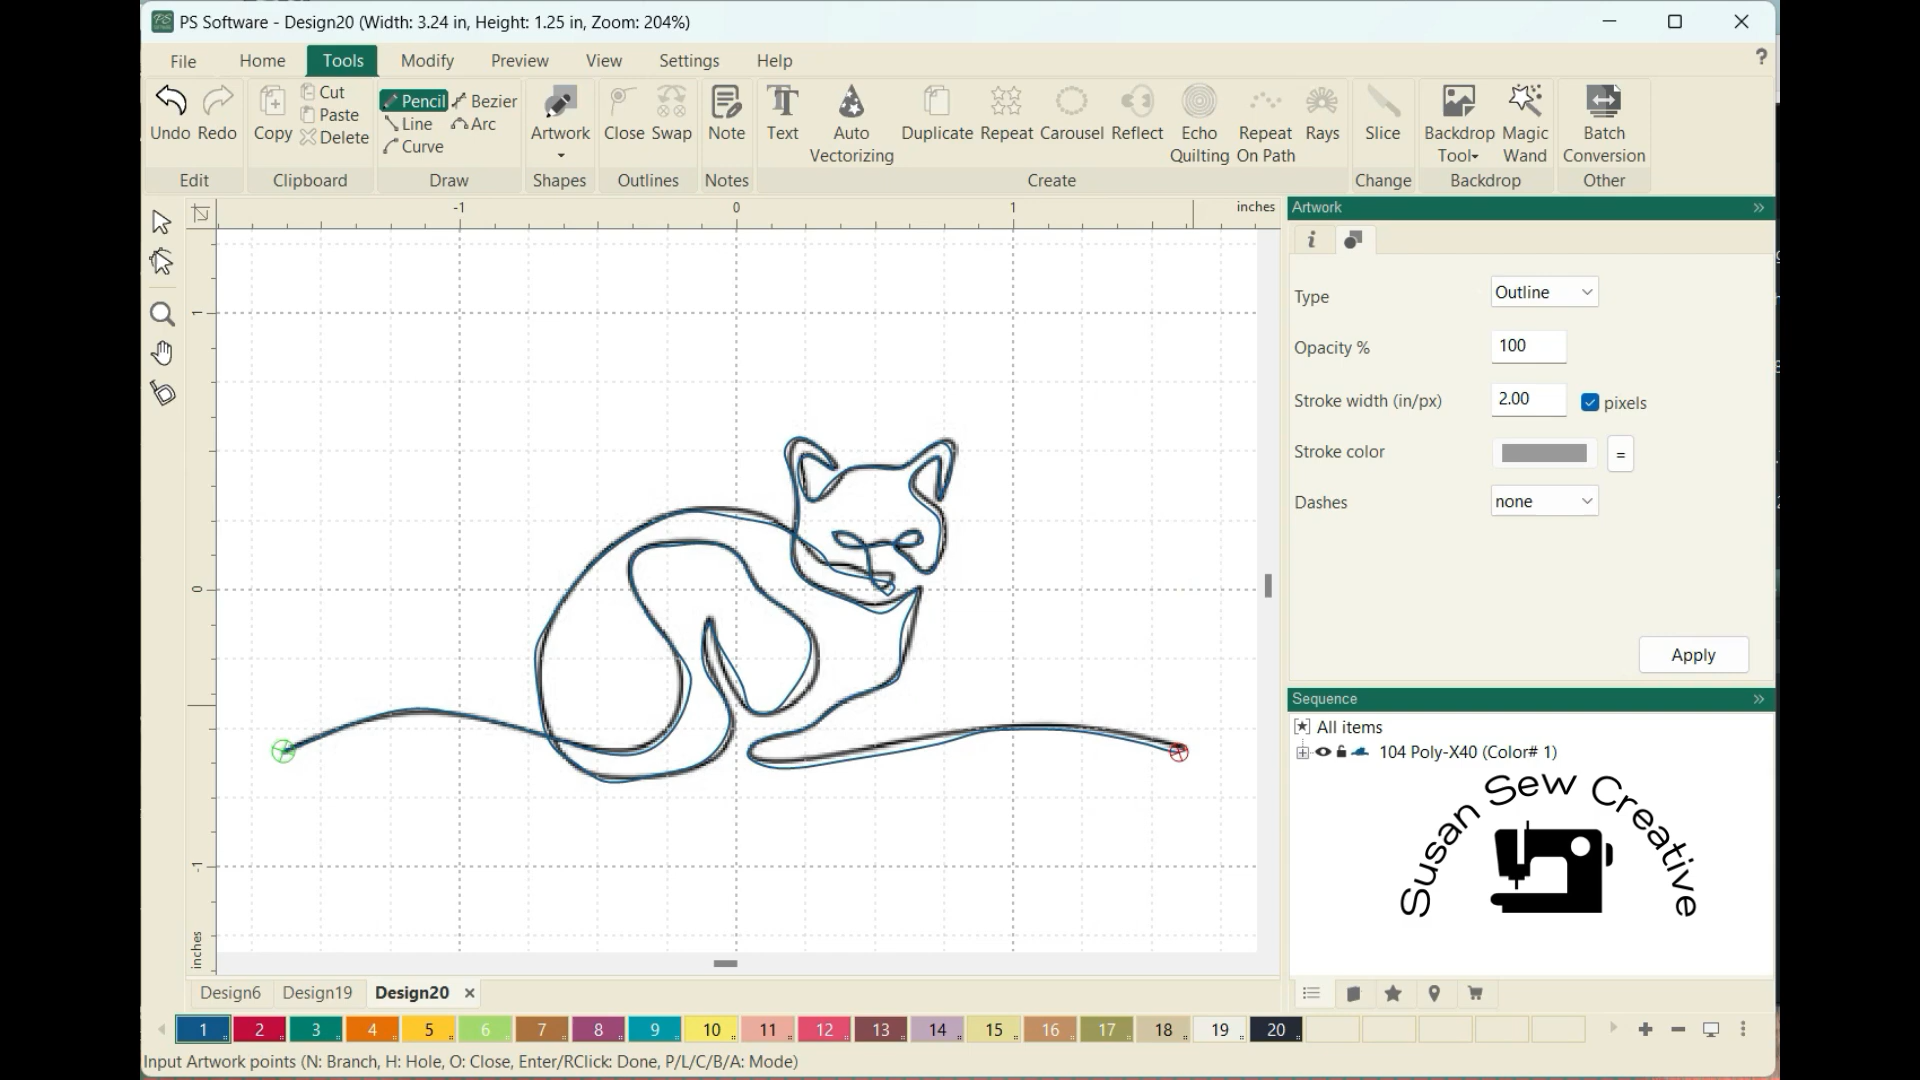 PS Software - Design20 (Width: 3.24 in, Height: 1.25 in, Zoom: 204%)
File Home Tools Modify Preview View Settings Help ?
Undo Redo
Edit
Copy Cut
Paste
Delete
Clipboard
Pencil Bezier
Line Arc
Curve
Draw
Artwork
Shapes
Close Swap
Outlines
Note
Notes
Text Auto Vectorizing Duplicate Repeat Carousel Reflect Echo Quilting Repeat On Path Rays
Create
Slice
Change
Backdrop Tool Magic Wand
Backdrop
Batch Conversion
Other
-1 0 1 inches
1
0
-1
inches
Artwork »
i
Type Outline
Opacity % 100
Stroke width (in/px) 2.00 pixels
Stroke color =
Dashes none
Apply
Sequence »
All items
104 Poly-X40 (Color# 1)
Susan Sew Creative
Design6 Design19 Design20 ×
1 2 3 4 5 6 7 8 9 10 11 12 13 14 15 16 17 18 19 20
Input Artwork points (N: Branch, H: Hole, O: Close, Enter/RClick: Done, P/L/C/B/A: Mode)